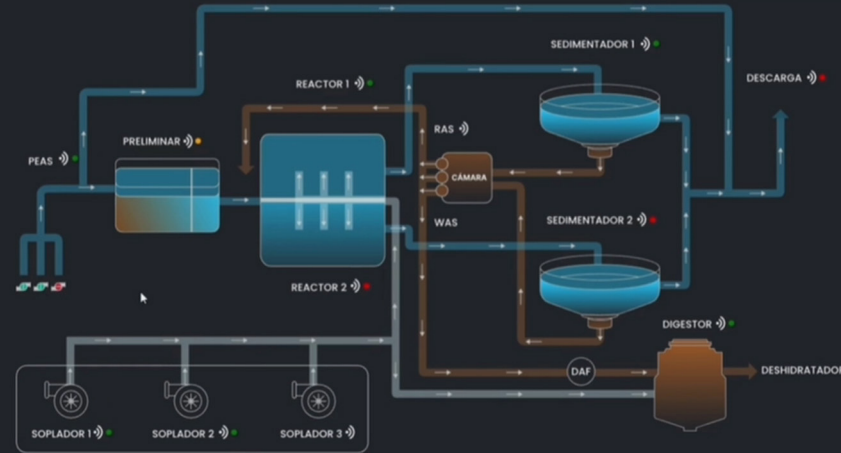 SEDIMENTADOR 1
DESCARGA
REACTOR 1
RAS
PRELIMINAR
PEAS
CÁMARA
WAS
SEDIMENTADOR 2
REACTOR 2
DIGESTOR
DAF
DESHIDRATADOR
SOPLADOR 1
SOPLADOR 2
SOPLADOR 3